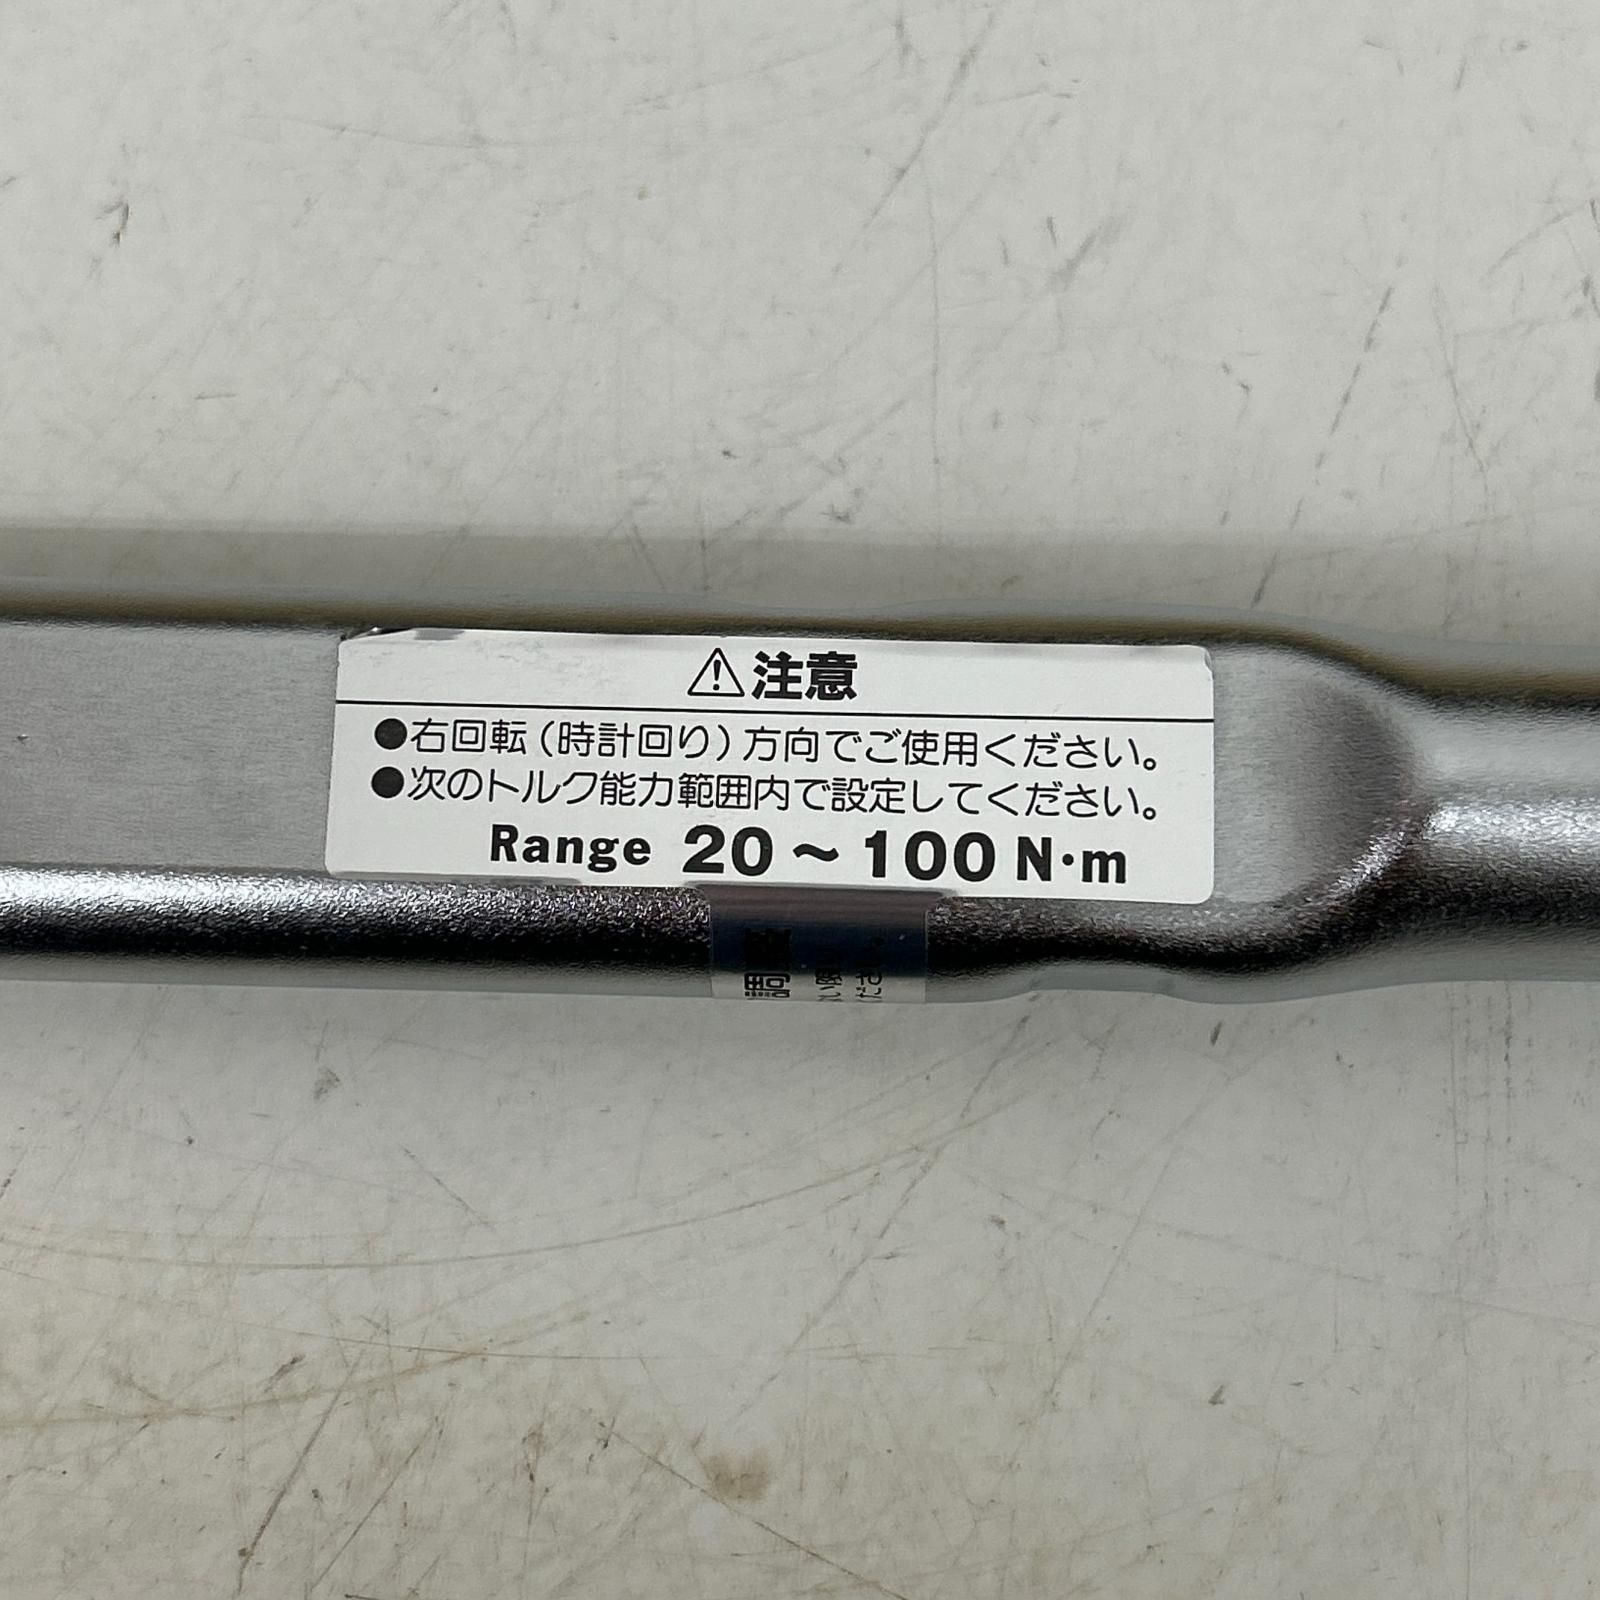 ⚠注意
●右回転(時計回り)方向でご使用ください。
●次のトルク能力範囲内で設定してください。
Range 20～100 N·m